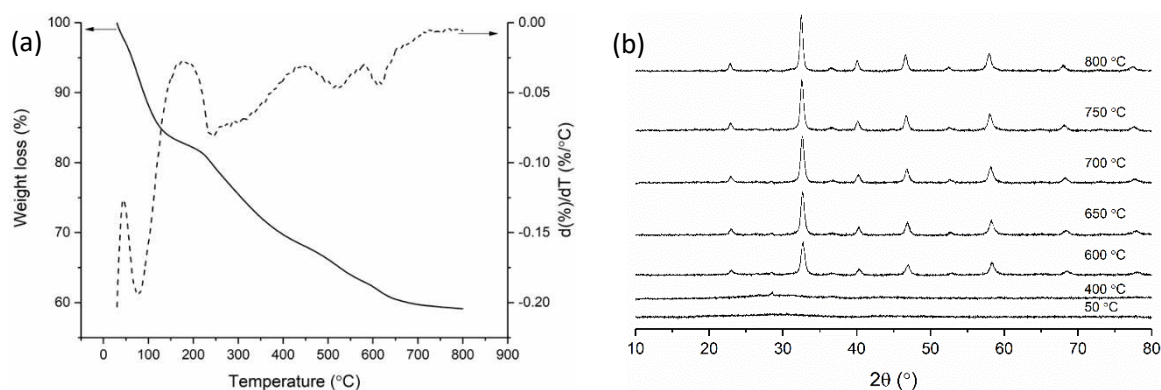 (a)
100
90
80
70
60
Weight loss (%)
0 100 200 300 400 500 600 700 800 900
Temperature (°C)
0.00
-0.05
-0.10
-0.15
-0.20
d(%)/dT (%/°C)
(b)
800 °C
750 °C
700 °C
650 °C
600 °C
400 °C
50 °C
10 20 30 40 50 60 70 80
2θ (°)